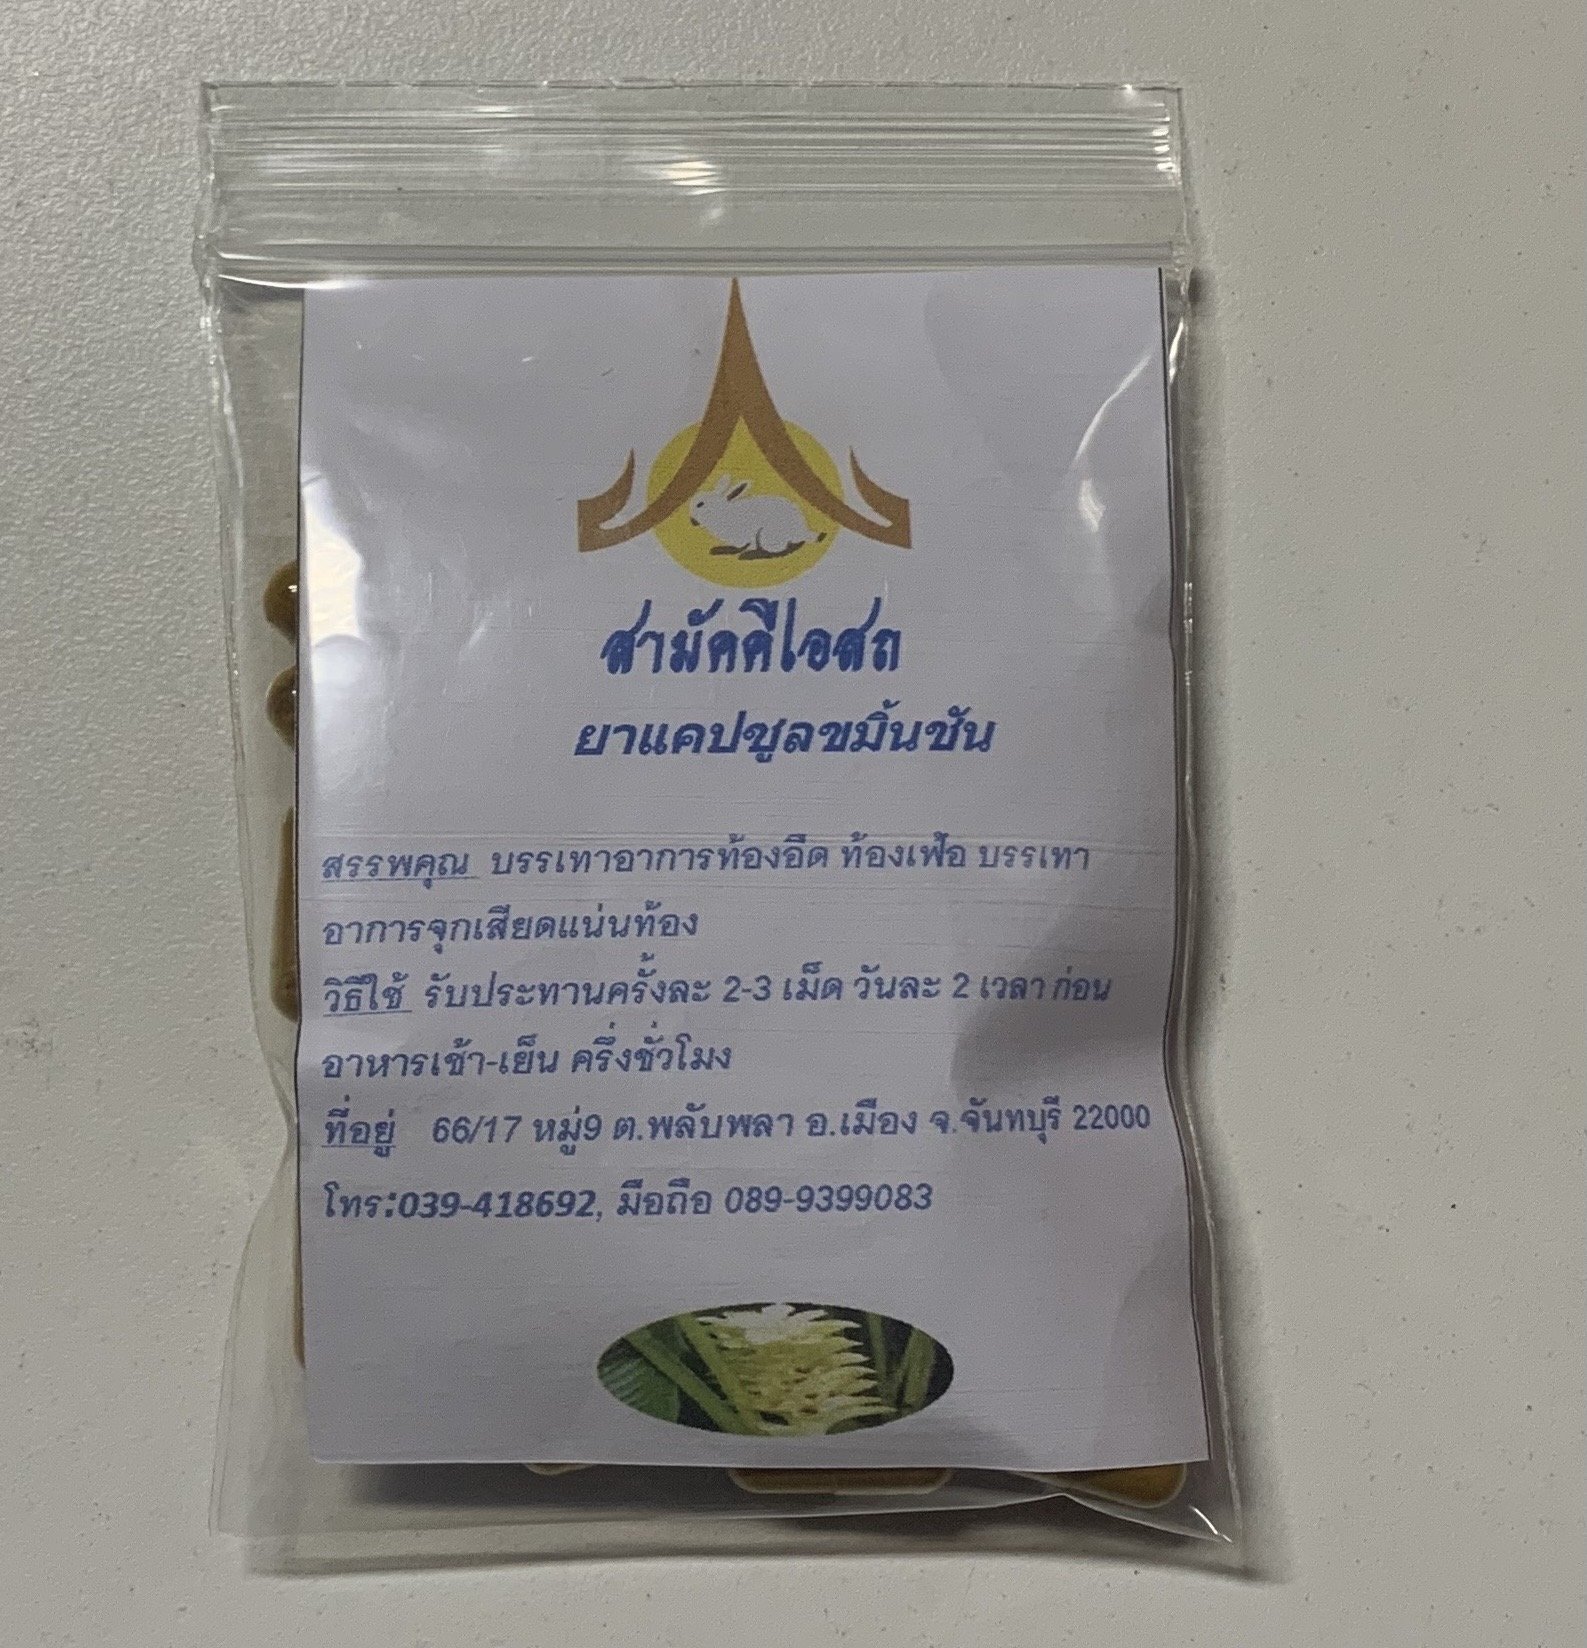 สามัคคีโอสถ
ยาแคปซูลขมิ้นชัน
สรรพคุณ บรรเทาอาการท้องอืด ท้องเฟ้อ บรรเทา
อาการจุกเสียดแน่นท้อง
วิธีใช้ รับประทานครั้งละ 2-3 เม็ด วันละ 2 เวลา ก่อน
อาหารเช้า-เย็น ครึ่งชั่วโมง
ที่อยู่ 66/17 หมู่9 ต.พลับพลา อ.เมือง จ.จันทบุรี 22000
โทร:039-418692, มือถือ 089-9399083